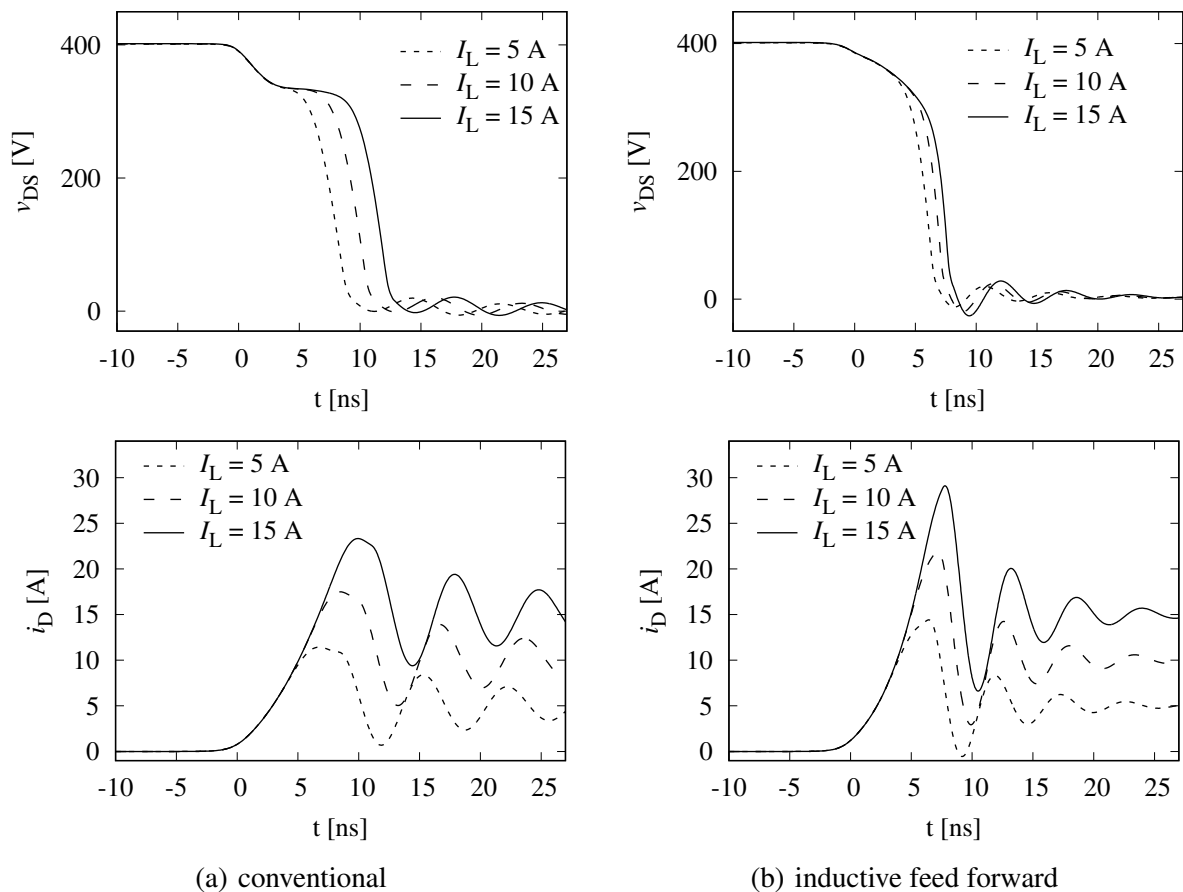 400
200
0
v_DS [V]
I_L = 5 A
I_L = 10 A
I_L = 15 A
-10 -5 0 5 10 15 20 25
t [ns]
400
200
0
v_DS [V]
I_L = 5 A
I_L = 10 A
I_L = 15 A
-10 -5 0 5 10 15 20 25
t [ns]
30
25
20
15
10
5
0
i_D [A]
I_L = 5 A
I_L = 10 A
I_L = 15 A
-10 -5 0 5 10 15 20 25
t [ns]
(a) conventional
30
25
20
15
10
5
0
i_D [A]
I_L = 5 A
I_L = 10 A
I_L = 15 A
-10 -5 0 5 10 15 20 25
t [ns]
(b) inductive feed forward